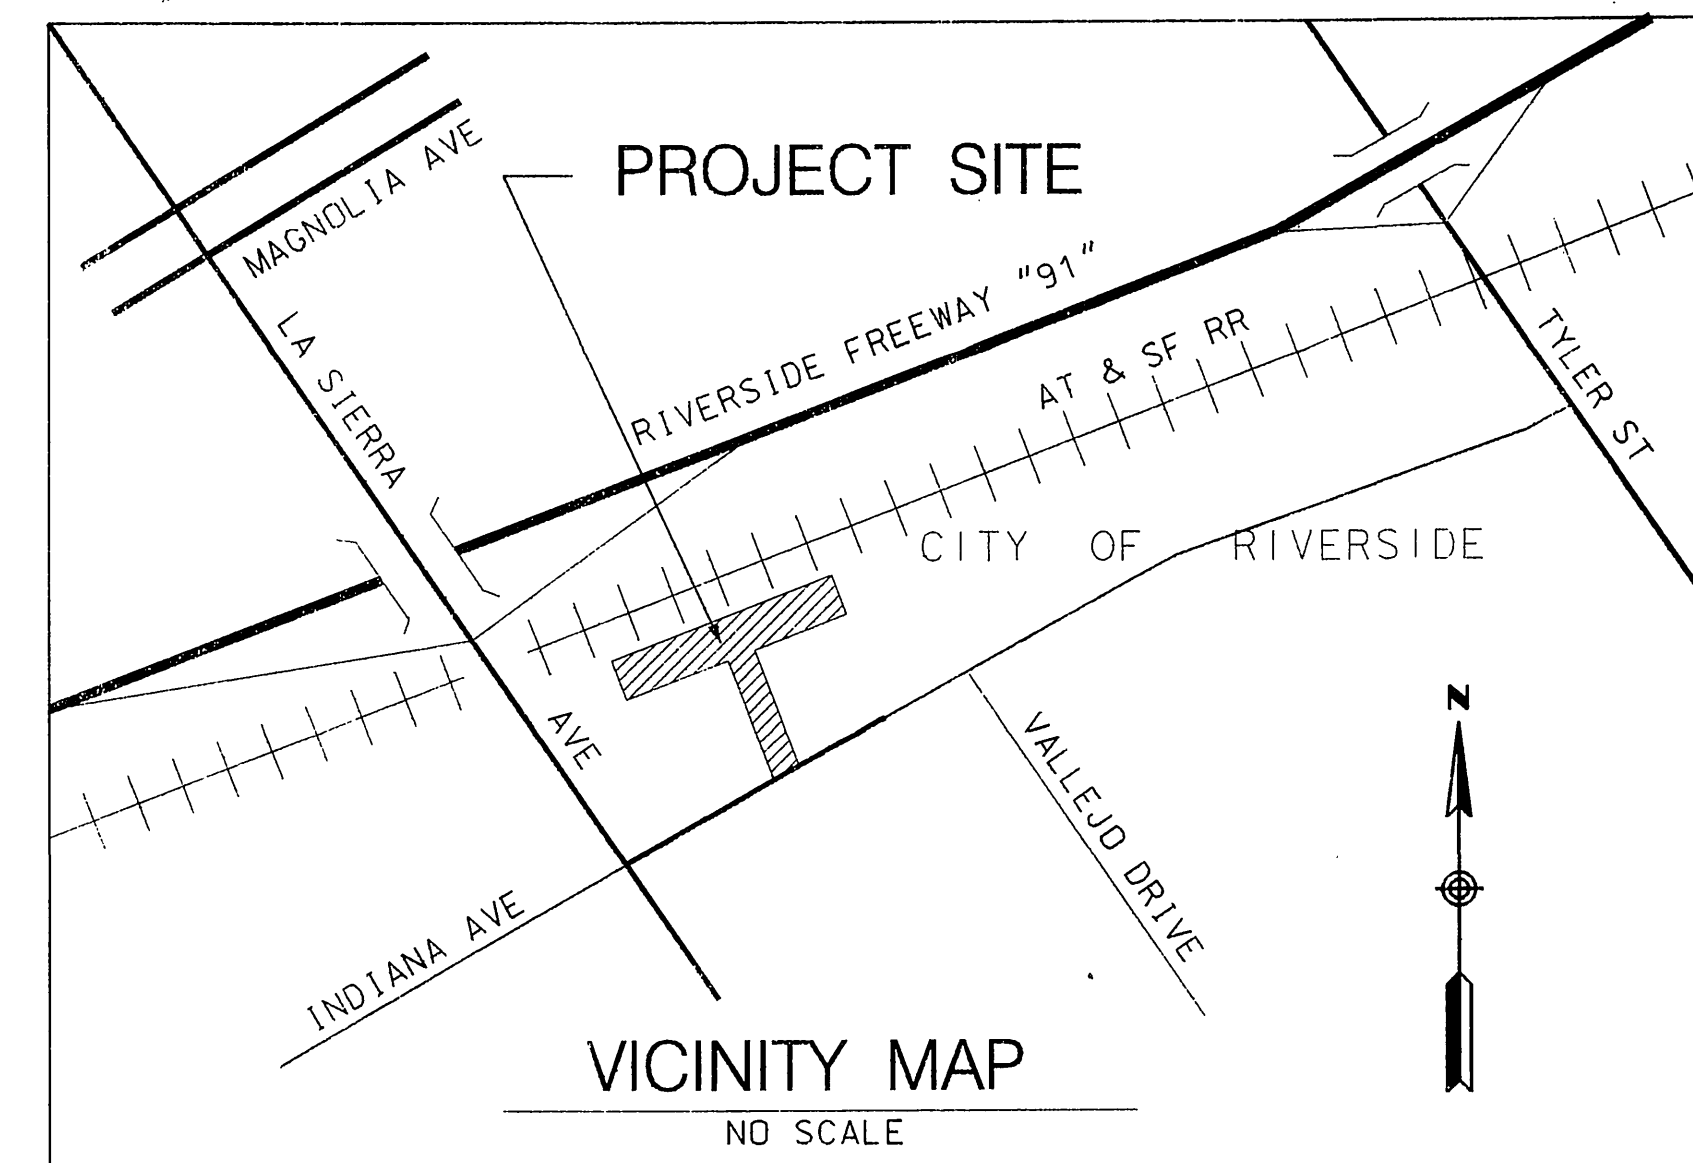 PROJECT SITE
MAGNOLIA AVE
LA SIERRA
AVE
RIVERSIDE FREEWAY "91"
AT & SF RR
TYLER ST
CITY OF RIVERSIDE
N
VALLEJO DRIVE
INDIANA AVE
VICINITY MAP
NO SCALE